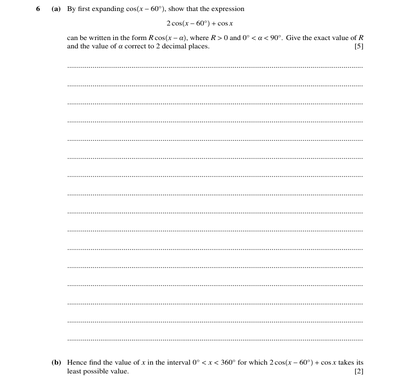 6 (a) By first expanding cos(x − 60°), show that the expression
2 cos(x − 60°) + cos x
can be written in the form R cos(x − α), where R > 0 and 0° < α < 90°. Give the exact value of R
and the value of α correct to 2 decimal places. [5]
(b) Hence find the value of x in the interval 0° < x < 360° for which 2 cos(x − 60°) + cos x takes its
least possible value. [2]